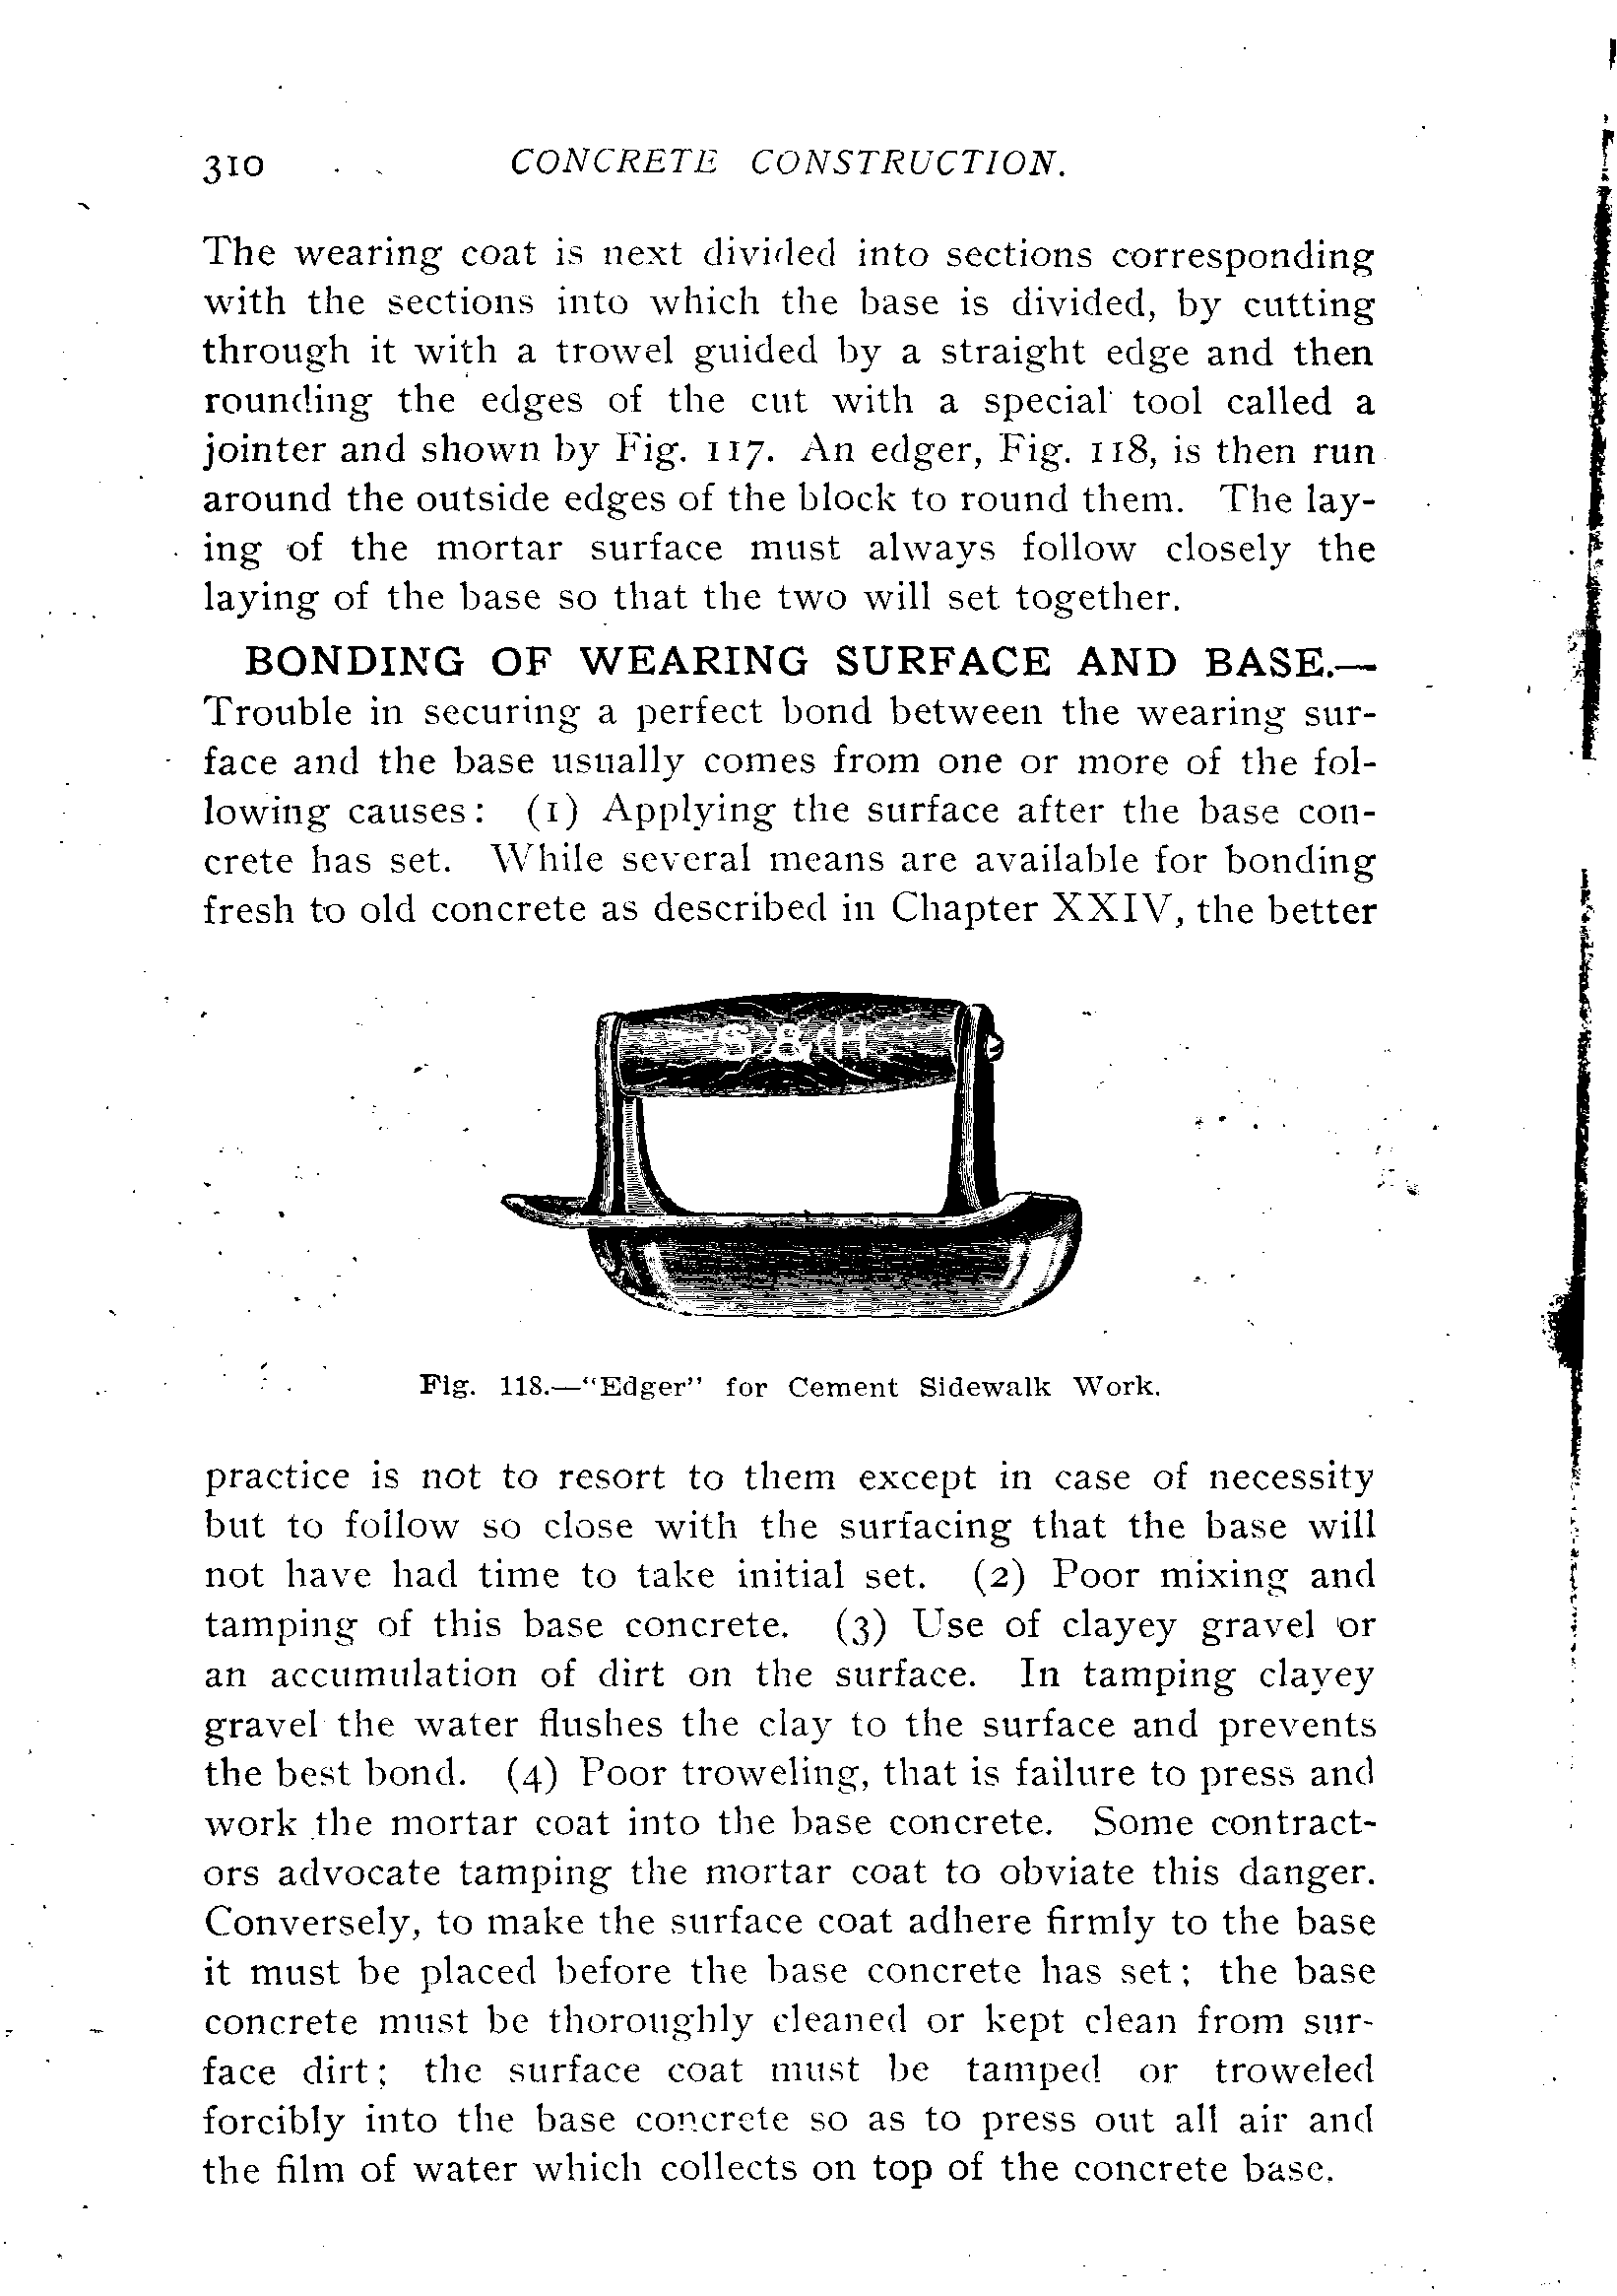 310 CONCRETE CONSTRUCTION.
The wearing coat is next divided into sections corresponding
with the sections into which the base is divided, by cutting
through it with a trowel guided by a straight edge and then
rounding the edges of the cut with a special tool called a
jointer and shown by Fig. 117. An edger, Fig. 118, is then run
around the outside edges of the block to round them. The lay-
ing of the mortar surface must always follow closely the
laying of the base so that the two will set together.
BONDING OF WEARING SURFACE AND BASE.—
Trouble in securing a perfect bond between the wearing sur-
face and the base usually comes from one or more of the fol-
lowing causes: (1) Applying the surface after the base con-
crete has set. While several means are available for bonding
fresh to old concrete as described in Chapter XXIV, the better
S & H
Fig. 118.—"Edger" for Cement Sidewalk Work.
practice is not to resort to them except in case of necessity
but to follow so close with the surfacing that the base will
not have had time to take initial set. (2) Poor mixing and
tamping of this base concrete. (3) Use of clayey gravel or
an accumulation of dirt on the surface. In tamping clayey
gravel the water flushes the clay to the surface and prevents
the best bond. (4) Poor troweling, that is failure to press and
work the mortar coat into the base concrete. Some contract-
ors advocate tamping the mortar coat to obviate this danger.
Conversely, to make the surface coat adhere firmly to the base
it must be placed before the base concrete has set; the base
concrete must be thoroughly cleaned or kept clean from sur-
face dirt; the surface coat must be tamped or troweled
forcibly into the base concrete so as to press out all air and
the film of water which collects on top of the concrete base.